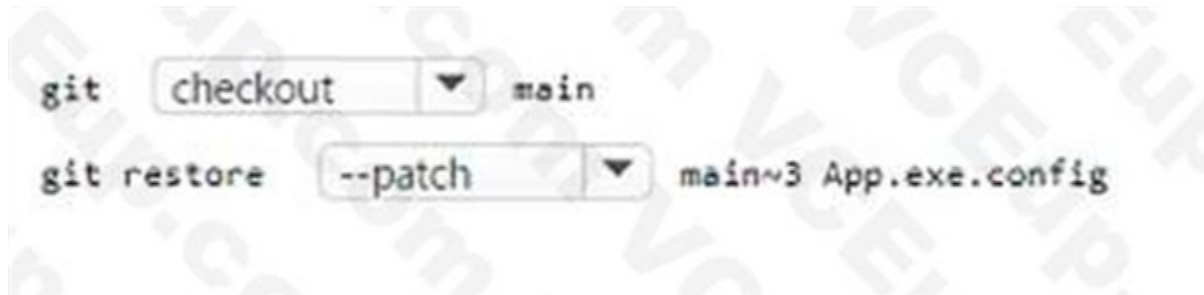 git checkout main
git restore --patch main~3 App.exe.config